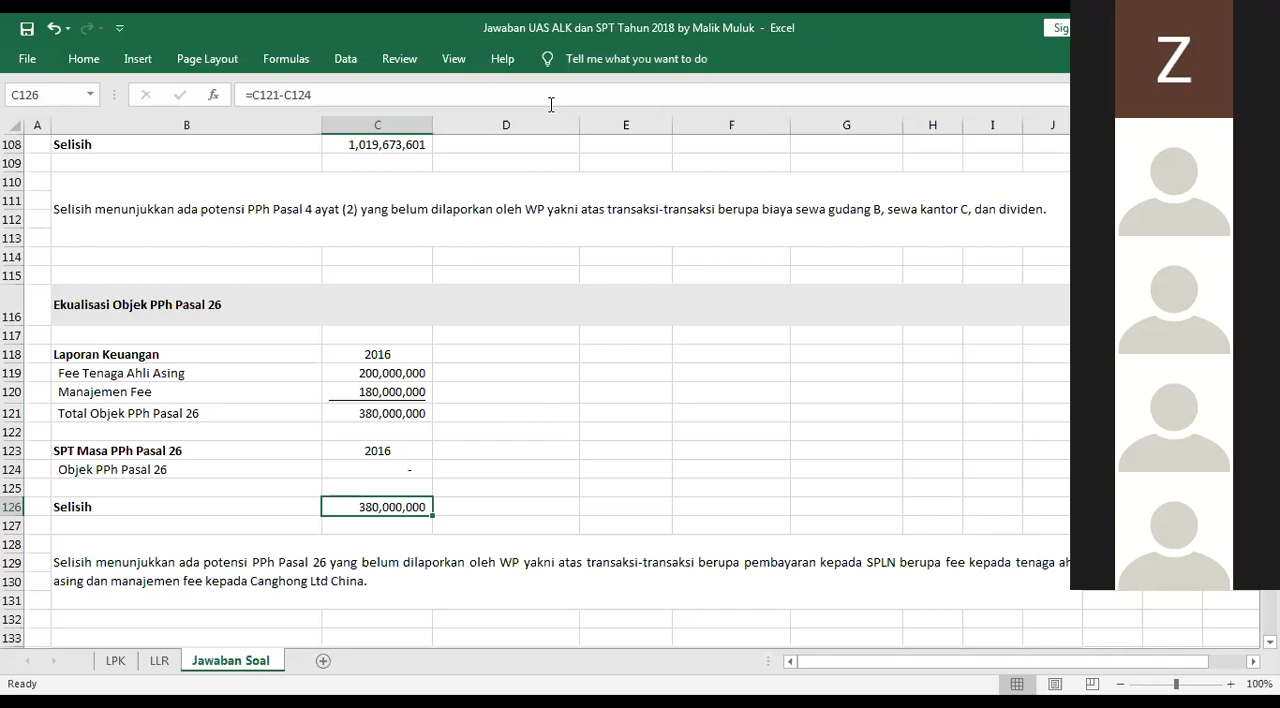 Jawaban UAS ALK dan SPT Tahun 2018 by Malik Muluk - Excel
Sig
File Home Insert Page Layout Formulas Data Review View Help Tell me what you want to do
C126 fx =C121-C124
A B C D E F G H I J
108 Selisih 1,019,673,601
109
110
111
Selisih menunjukkan ada potensi PPh Pasal 4 ayat (2) yang belum dilaporkan oleh WP yakni atas transaksi-transaksi berupa biaya sewa gudang B, sewa kantor C, dan dividen.
112
113
114
115
116 Ekualisasi Objek PPh Pasal 26
117
118 Laporan Keuangan 2016
119 Fee Tenaga Ahli Asing 200,000,000
120 Manajemen Fee 180,000,000
121 Total Objek PPh Pasal 26 380,000,000
122
123 SPT Masa PPh Pasal 26 2016
124 Objek PPh Pasal 26 -
125
126 Selisih 380,000,000
127
128
129 Selisih menunjukkan ada potensi PPh Pasal 26 yang belum dilaporkan oleh WP yakni atas transaksi-transaksi berupa pembayaran kepada SPLN berupa fee kepada tenaga ah
130 asing dan manajemen fee kepada Canghong Ltd China.
131
132
133
LPK LLR Jawaban Soal
Ready 100%
Z